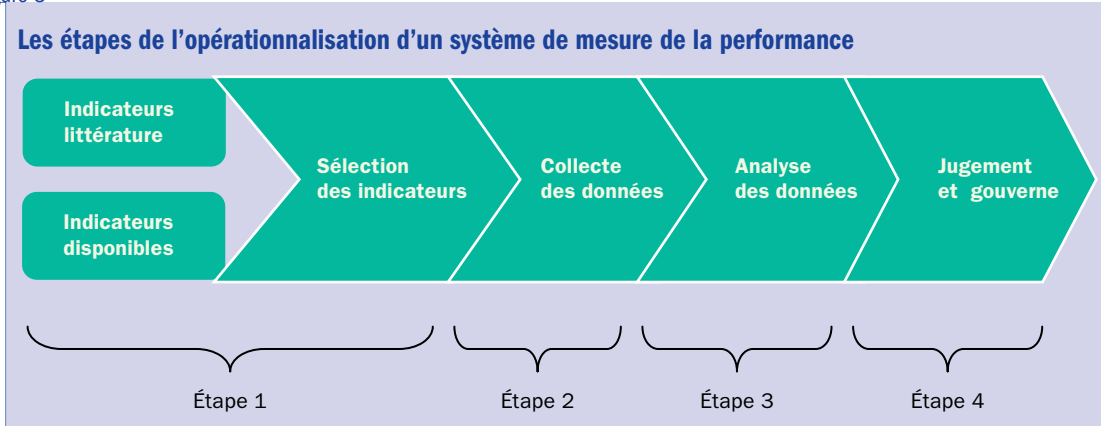 Les étapes de l'opérationnalisation d'un système de mesure de la performance
Indicateurs
littérature
Indicateurs
disponibles
Sélection
des indicateurs
Collecte
des données
Analyse
des données
Jugement
et gouverne
Étape 1
Étape 2
Étape 3
Étape 4